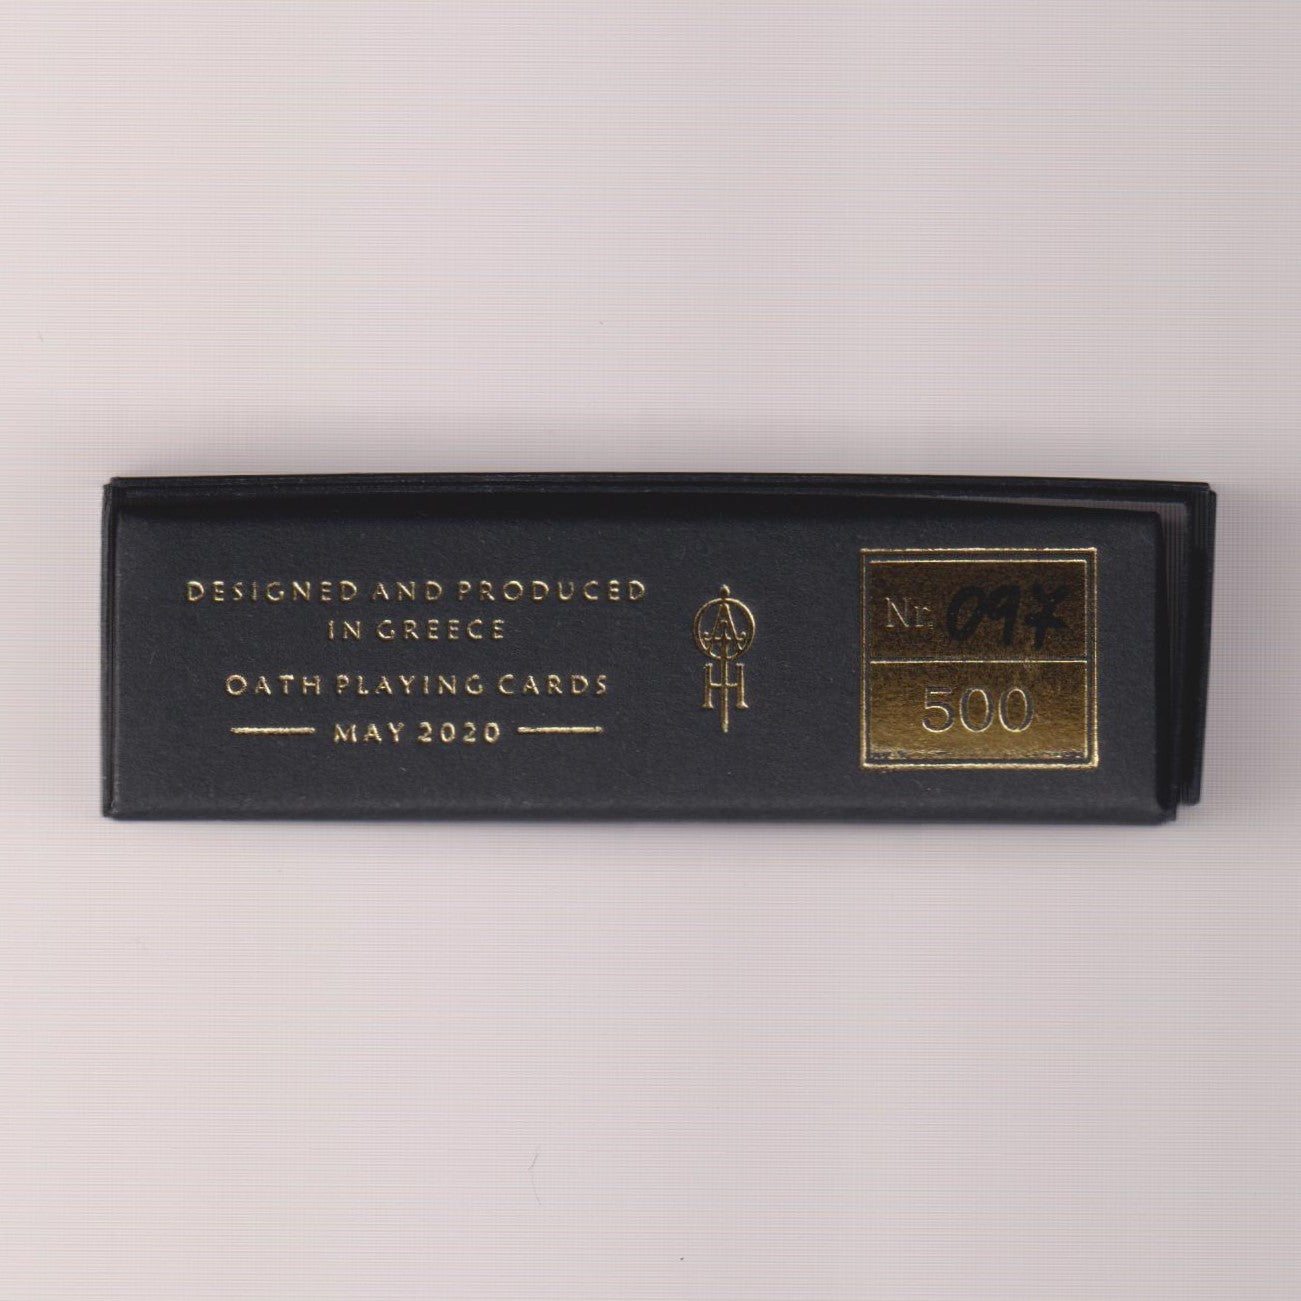 DESIGNED AND PRODUCED
IN GREECE
OATH PLAYING CARDS
MAY 2020
Nr. 097
500